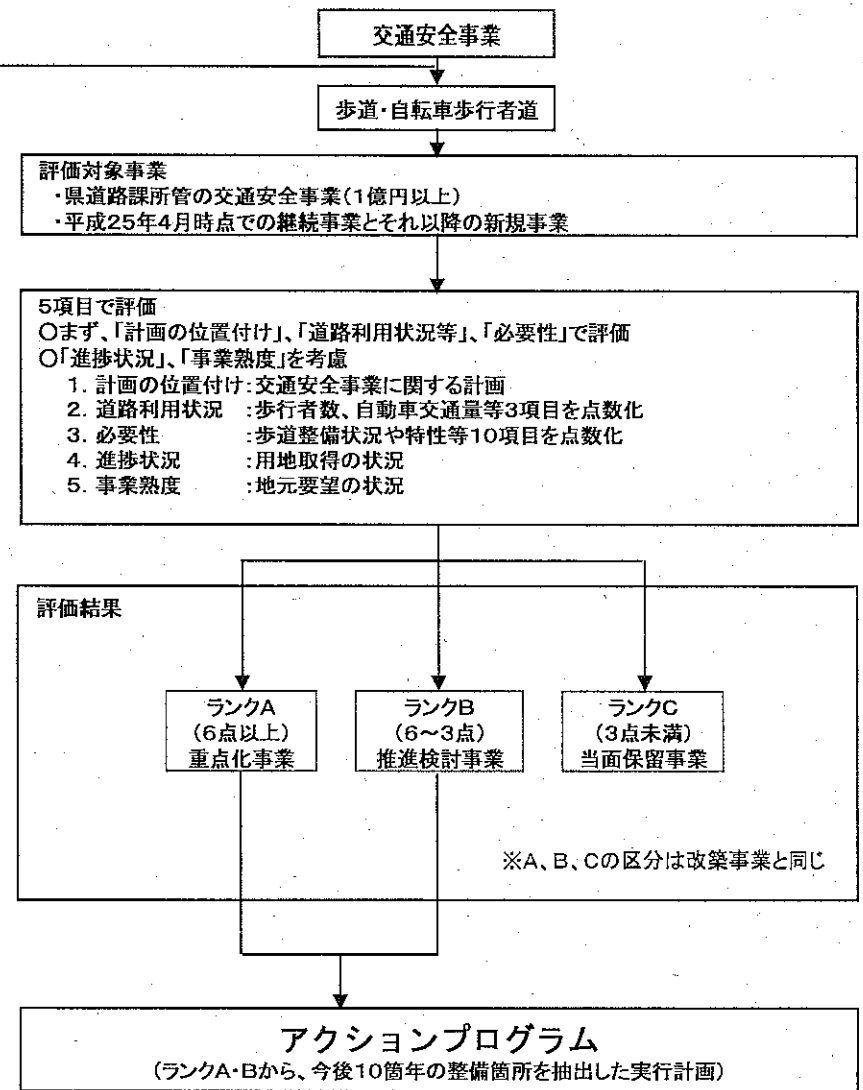 交通安全事業
歩道・自転車歩行者道
評価対象事業
・県道路課所管の交通安全事業(1億円以上)
・平成25年4月時点での継続事業とそれ以降の新規事業
5項目で評価
〇まず、「計画の位置付け」、「道路利用状況等」、「必要性」で評価
〇「進捗状況」、「事業熟度」を考慮
1. 計画の位置付け:交通安全事業に関する計画
2. 道路利用状況 :歩行者数、自動車交通量等3項目を点数化
3. 必要性 :歩道整備状況や特性等10項目を点数化
4. 進捗状況 :用地取得の状況
5. 事業熟度 :地元要望の状況
評価結果
ランクA
(6点以上)
重点化事業
ランクB
(6~3点)
推進検討事業
ランクC
(3点未満)
当面保留事業
※A、B、Cの区分は改築事業と同じ
アクションプログラム
(ランクA・Bから、今後10箇年の整備箇所を抽出した実行計画)